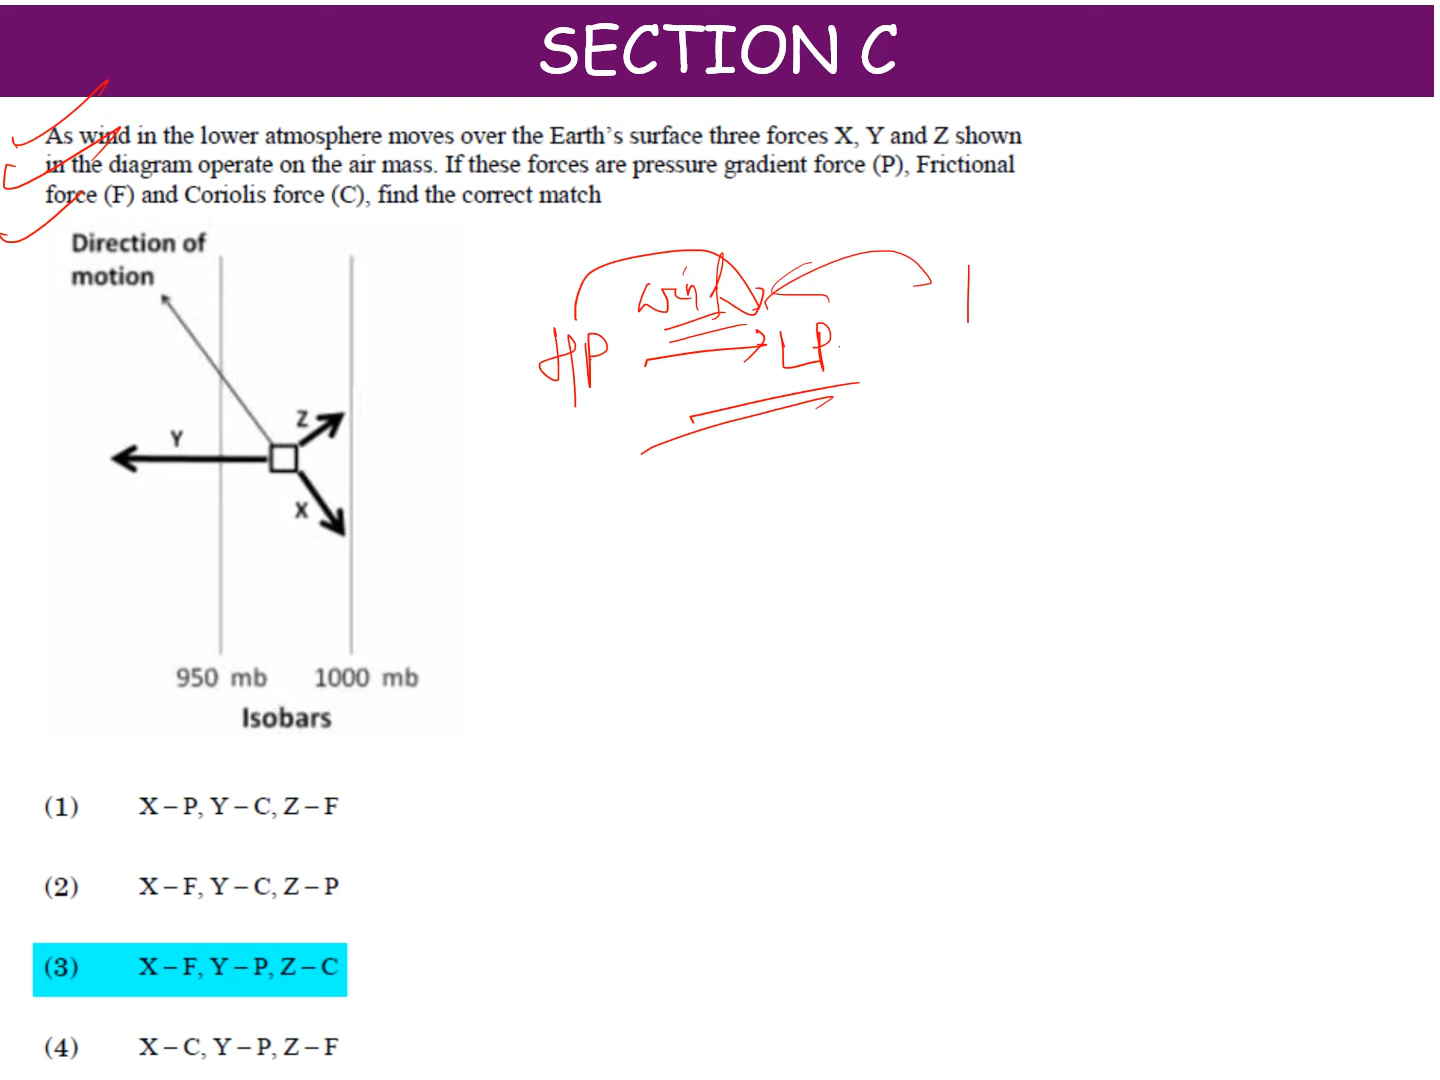 SECTION C
As wind in the lower atmosphere moves over the Earth's surface three forces X, Y and Z shown
in the diagram operate on the air mass. If these forces are pressure gradient force (P), Frictional
force (F) and Coriolis force (C), find the correct match
Direction of
motion
wind
HP
LP
Z
Y
X
950 mb 1000 mb
Isobars
(1) X – P, Y – C, Z – F
(2) X – F, Y – C, Z – P
(3) X – F, Y – P, Z – C
(4) X – C, Y – P, Z – F